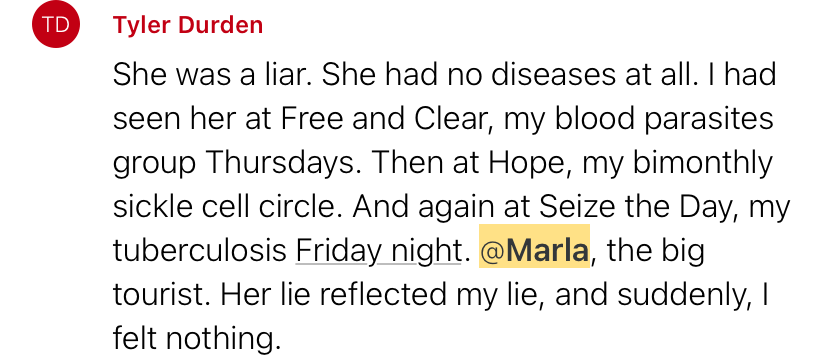 TD
Tyler Durden
She was a liar. She had no diseases at all. I had
seen her at Free and Clear, my blood parasites
group Thursdays. Then at Hope, my bimonthly
sickle cell circle. And again at Seize the Day, my
tuberculosis Friday night. @Marla, the big
tourist. Her lie reflected my lie, and suddenly, I
felt nothing.